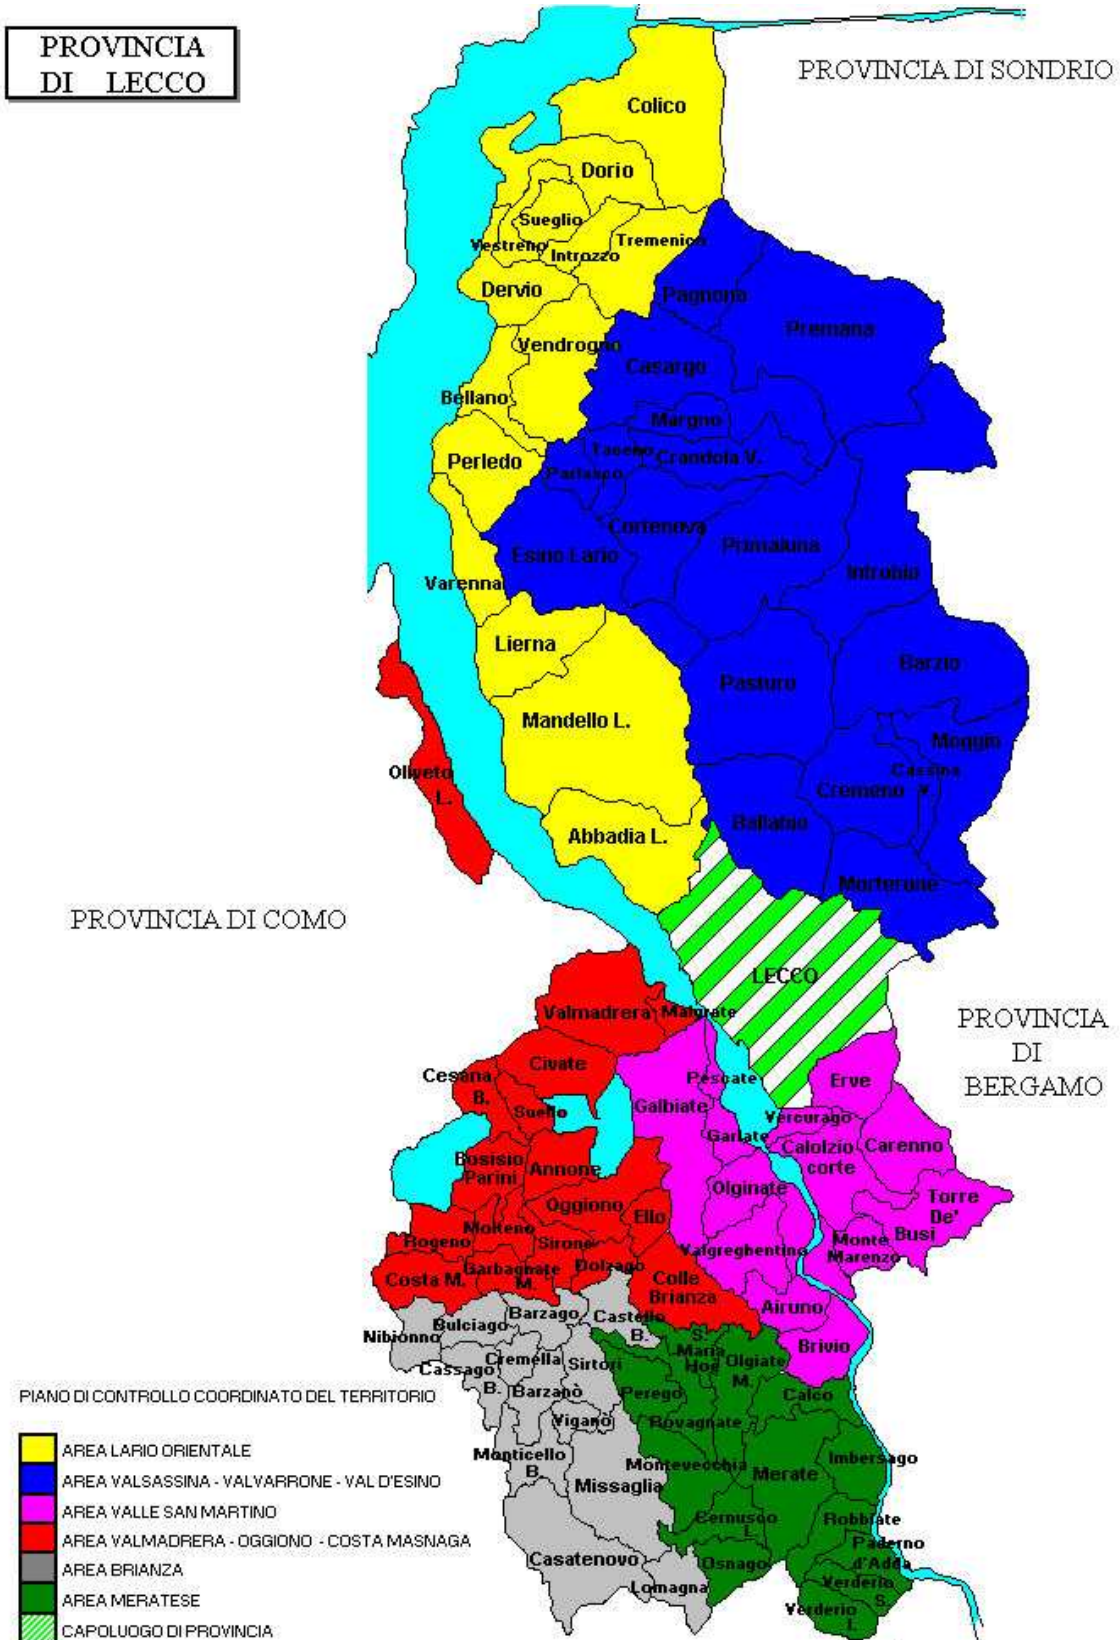 PROVINCIA
DI LECCO
PROVINCIA DI SONDRIO
Colico
Dorio
Sueglio
Vestreno
Introzzo
Tremenico
Dervio
Pagnona
Premana
Vendrogno
Casargo
Bellano
Margno
Perledo
Taceno
Crandola V.
Parlasco
Cortenova
Primaluna
Esino Lario
Introbio
Varenna
Lierna
Barzio
Pasturo
Mandello L.
Moggio
Oliveto
L.
Cassina
V.
Cremeno
Ballabio
Abbadia L.
Morterone
PROVINCIA DI COMO
LECCO
Valmadrera
Malgrate
PROVINCIA
DI
BERGAMO
Civate
Cesana
B.
Pescate
Erve
Suello
Galbiate
Vercurago
Garlate
Calolzio
corte
Carenno
Bosisio
Parini
Annone
Olginate
Torre
De'
Busi
Oggiono
Ello
Molteno
Rogeno
Sirone
Valgreghentino
Monte
Marenzo
Costa M.
Garbagnate
M.
Dolzago
Colle
Brianza
Airuno
Barzago
Castello
B.
Bulciago
Nibionno
S.
Maria
Hoe
Brivio
Cremella
Sirtori
Olgiate
M.
Cassago
B.
Barzanò
Perego
Calco
PIANO DI CONTROLLO COORDINATO DEL TERRITORIO
Viganò
Rovagnate
Monticello
B.
Montevecchia
Imbersago
Merate
Missaglia
AREA LARIO ORIENTALE
AREA VALSASSINA - VALVARRONE - VAL D'ESINO
AREA VALLE SAN MARTINO
AREA VALMADRERA - OGGIONO - COSTA MASNAGA
AREA BRIANZA
AREA MERATESE
CAPOLUOGO DI PROVINCIA
Cernusco
L.
Robbiate
Paderno
d'Adda
Casatenovo
Osnago
Lomagna
Verderio
S.
Verderio
I.